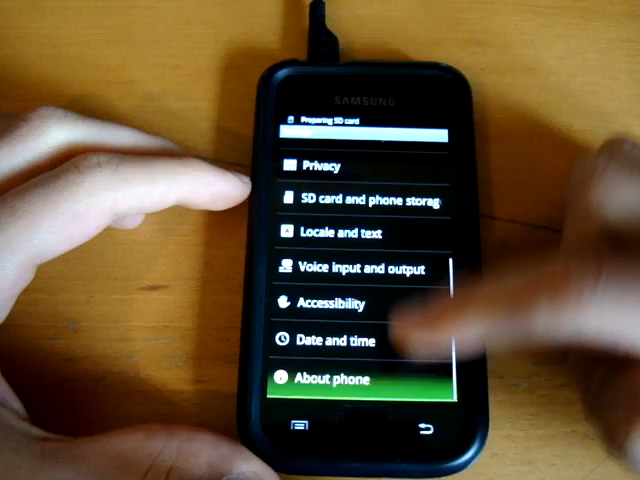 SAMSUNG
Preparing SD card
Privacy
SD card and phone storag
Locale and text
Voice input and output
Accessibility
Date and time
About phone